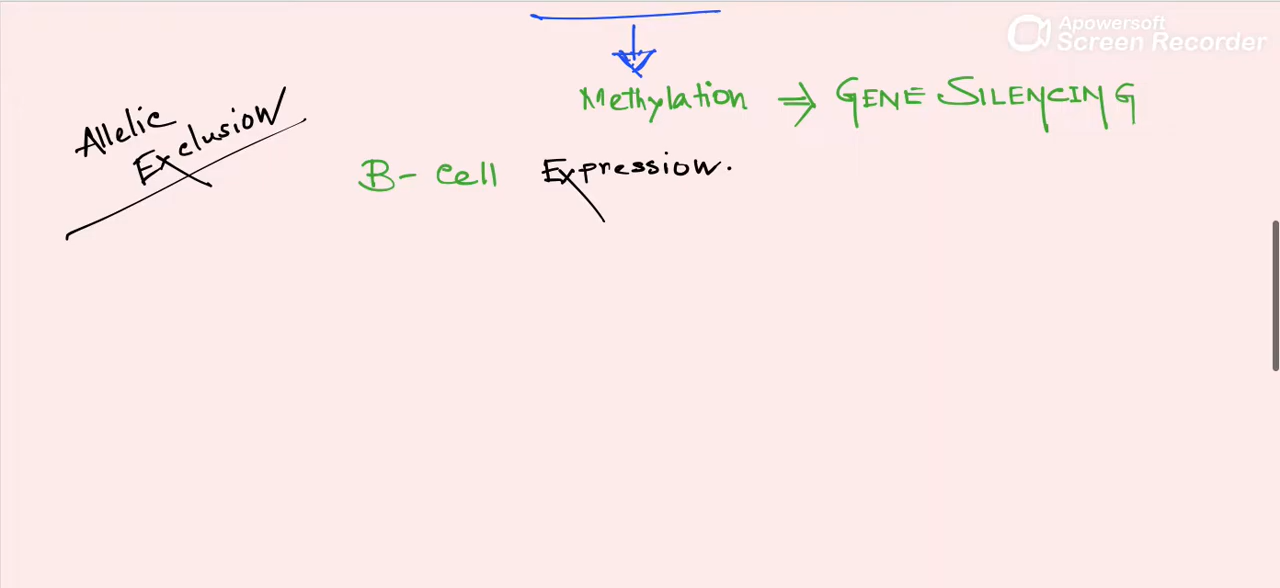 Apowersoft
Screen Recorder
Methylation ⇒ GENE SILENCING
Allelic
Exclusion
B- Cell Expression.